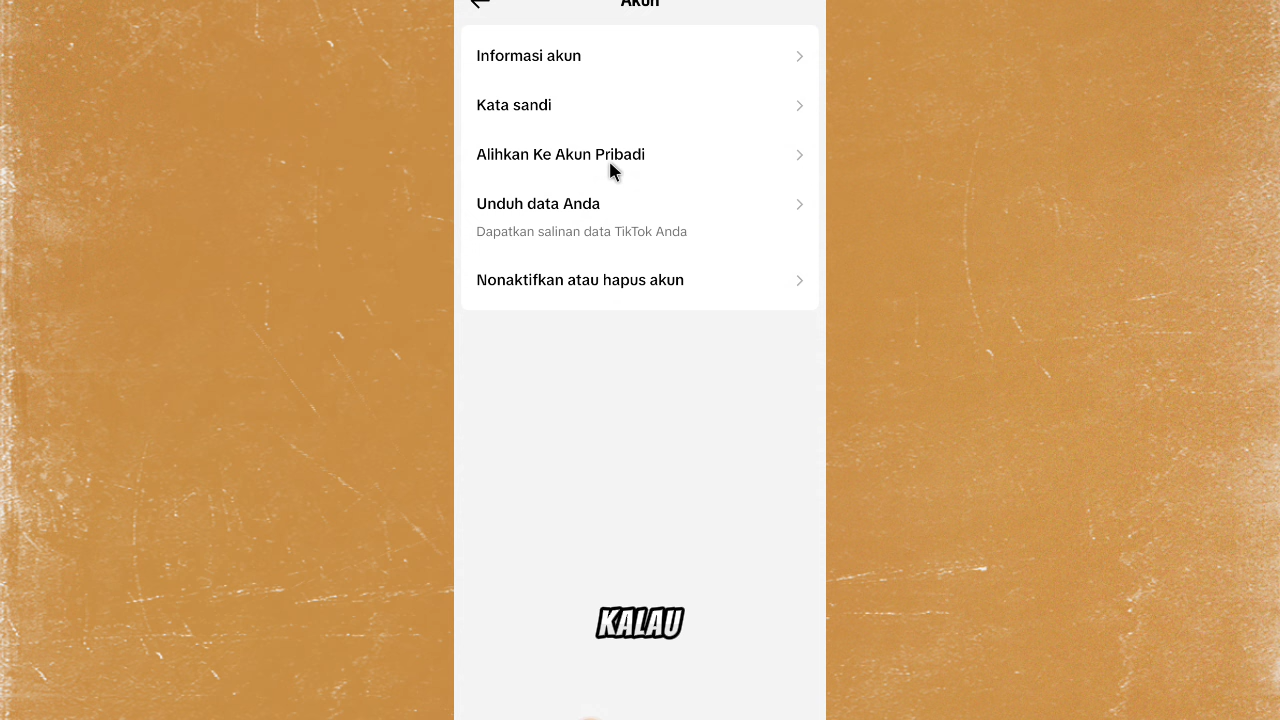 Akun
Informasi akun
Kata sandi
Alihkan Ke Akun Pribadi
Unduh data Anda
Dapatkan salinan data TikTok Anda
Nonaktifkan atau hapus akun
KALAU